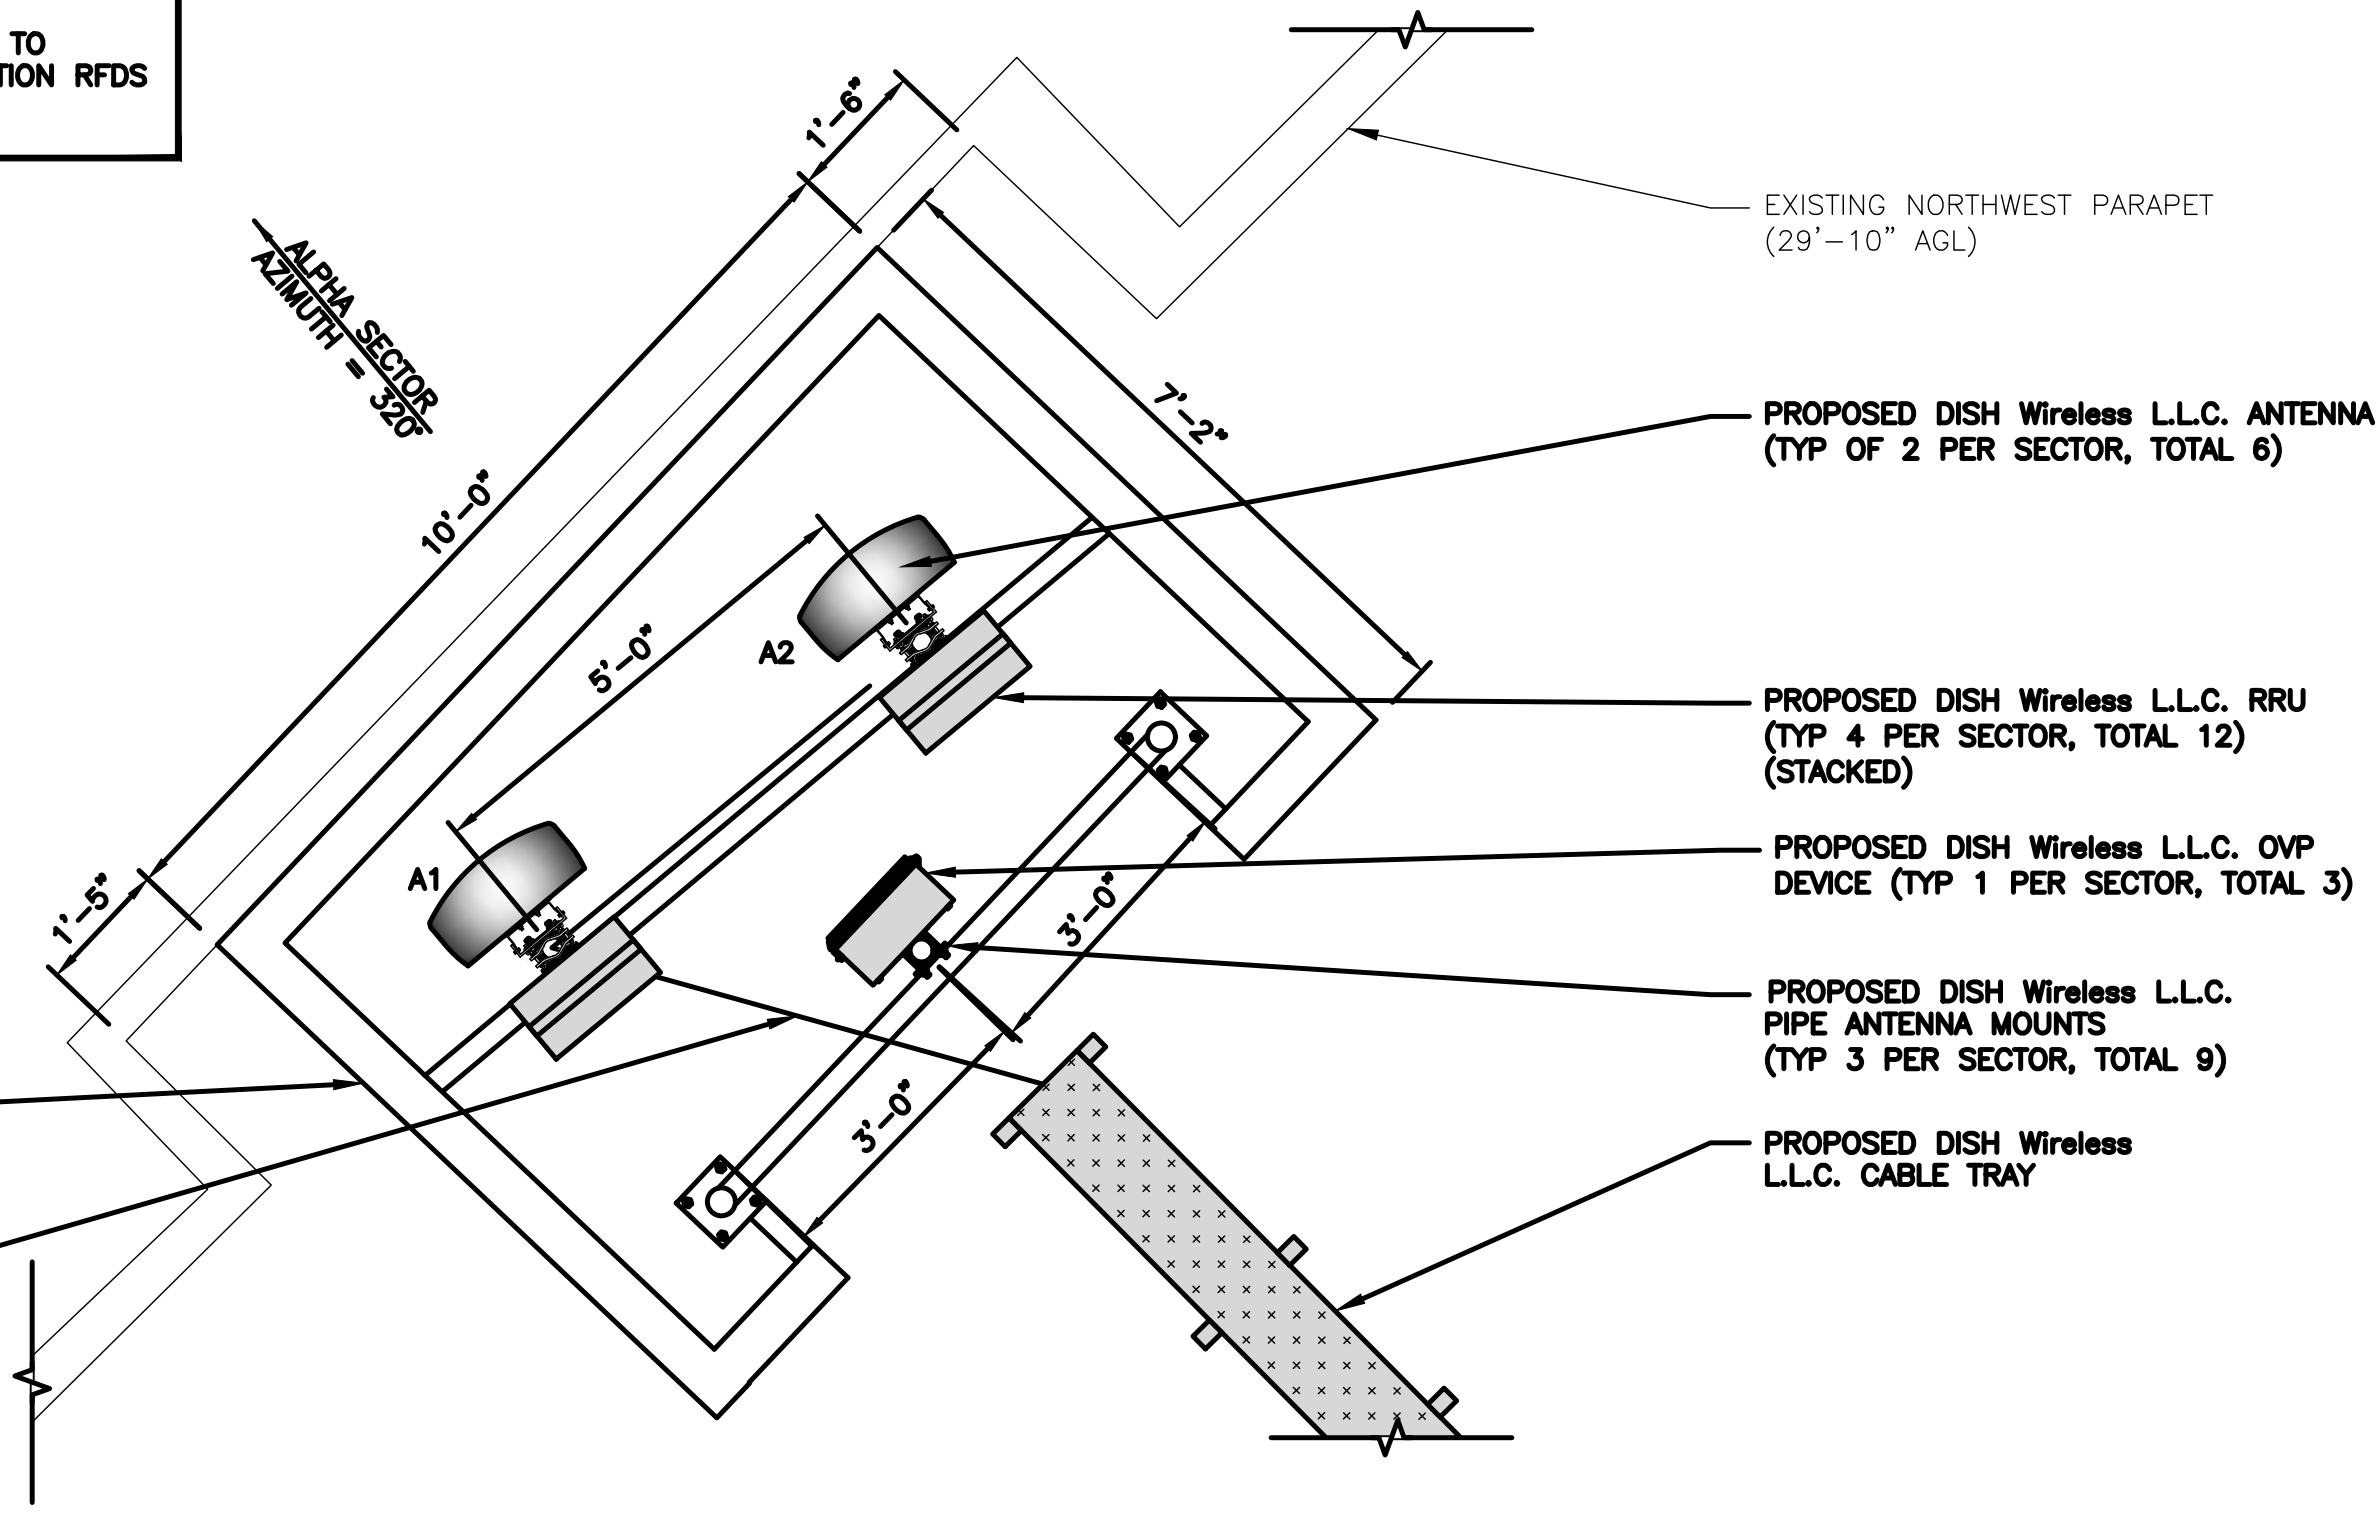 TO
RFDS
1'-6"
EXISTING NORTHWEST PARAPET
(29'-10" AGL)
ALPHA SECTOR
AZIMUTH = 320°
7'-2"
PROPOSED DISH Wireless L.L.C. ANTENNA
(TYP OF 2 PER SECTOR, TOTAL 6)
10'-0"
5'-0"
A2
PROPOSED DISH Wireless L.L.C. RRU
(TYP 4 PER SECTOR, TOTAL 12)
(STACKED)
A1
1'-5"
3'-0"
PROPOSED DISH Wireless L.L.C. OVP
DEVICE (TYP 1 PER SECTOR, TOTAL 3)
PROPOSED DISH Wireless L.L.C.
PIPE ANTENNA MOUNTS
(TYP 3 PER SECTOR, TOTAL 9)
3'-0"
PROPOSED DISH Wireless
L.L.C. CABLE TRAY